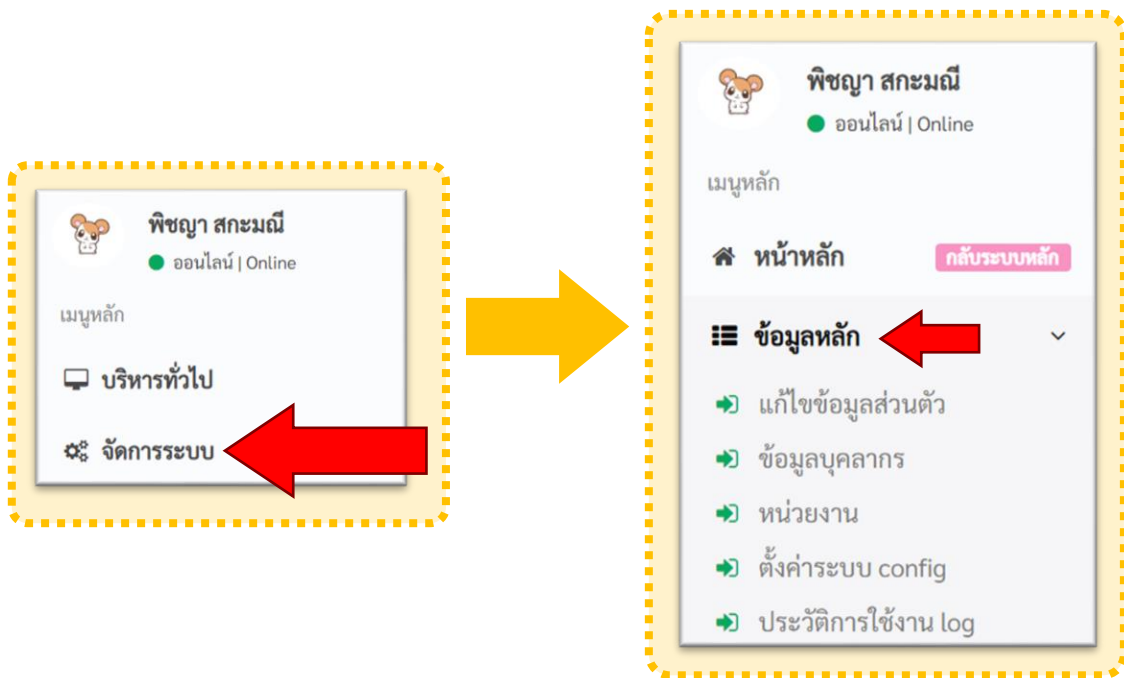 พิชญา สกะมณี
ออนไลน์ | Online
เมนูหลัก
บริหารทั่วไป
จัดการระบบ
พิชญา สกะมณี
ออนไลน์ | Online
เมนูหลัก
หน้าหลัก กลับระบบหลัก
ข้อมูลหลัก
แก้ไขข้อมูลส่วนตัว
ข้อมูลบุคลากร
หน่วยงาน
ตั้งค่าระบบ config
ประวัติการใช้งาน log